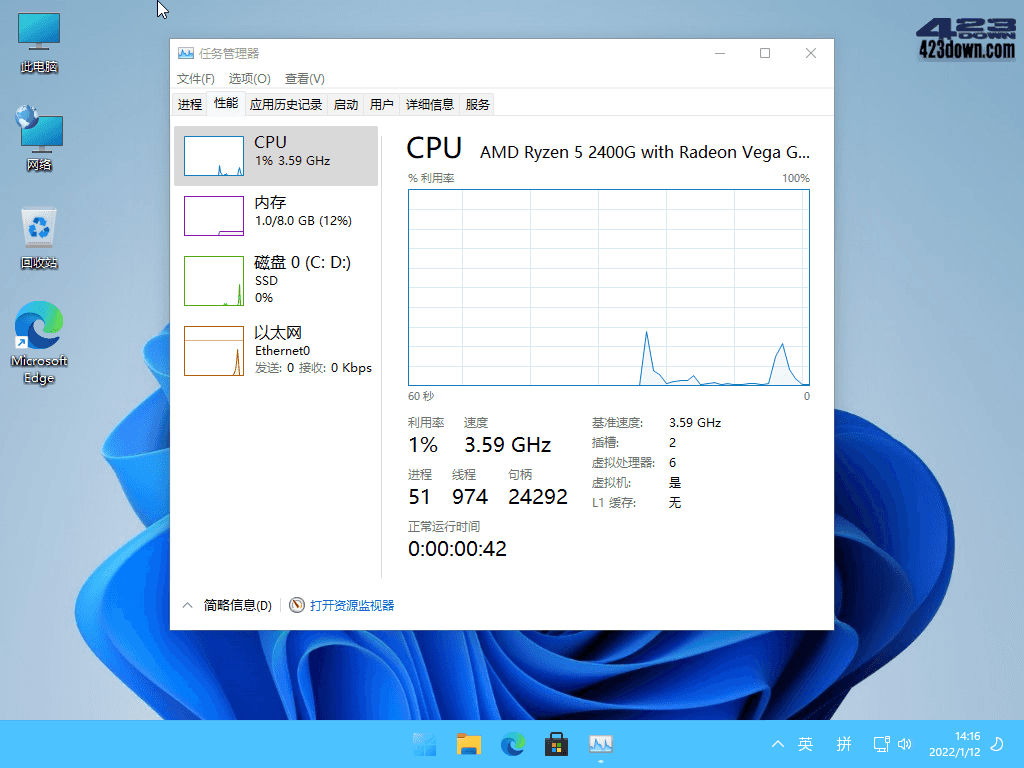 此电脑
网络
回收站
Microsoft
Edge
423
DOWN
423down.com
任务管理器
文件(F) 选项(O) 查看(V)
进程 性能 应用历史记录 启动 用户 详细信息 服务
CPU
1% 3.59 GHz
内存
1.0/8.0 GB (12%)
磁盘 0 (C: D:)
SSD
0%
以太网
Ethernet0
发送: 0 接收: 0 Kbps
CPU AMD Ryzen 5 2400G with Radeon Vega G...
% 利用率 100%
60 秒 0
利用率 速度
1% 3.59 GHz
进程 线程 句柄
51 974 24292
正常运行时间
0:00:00:42
基准速度: 3.59 GHz
插槽: 2
虚拟处理器: 6
虚拟机: 是
L1 缓存: 无
简略信息(D) 打开资源监视器
英 拼
14:16
2022/1/12